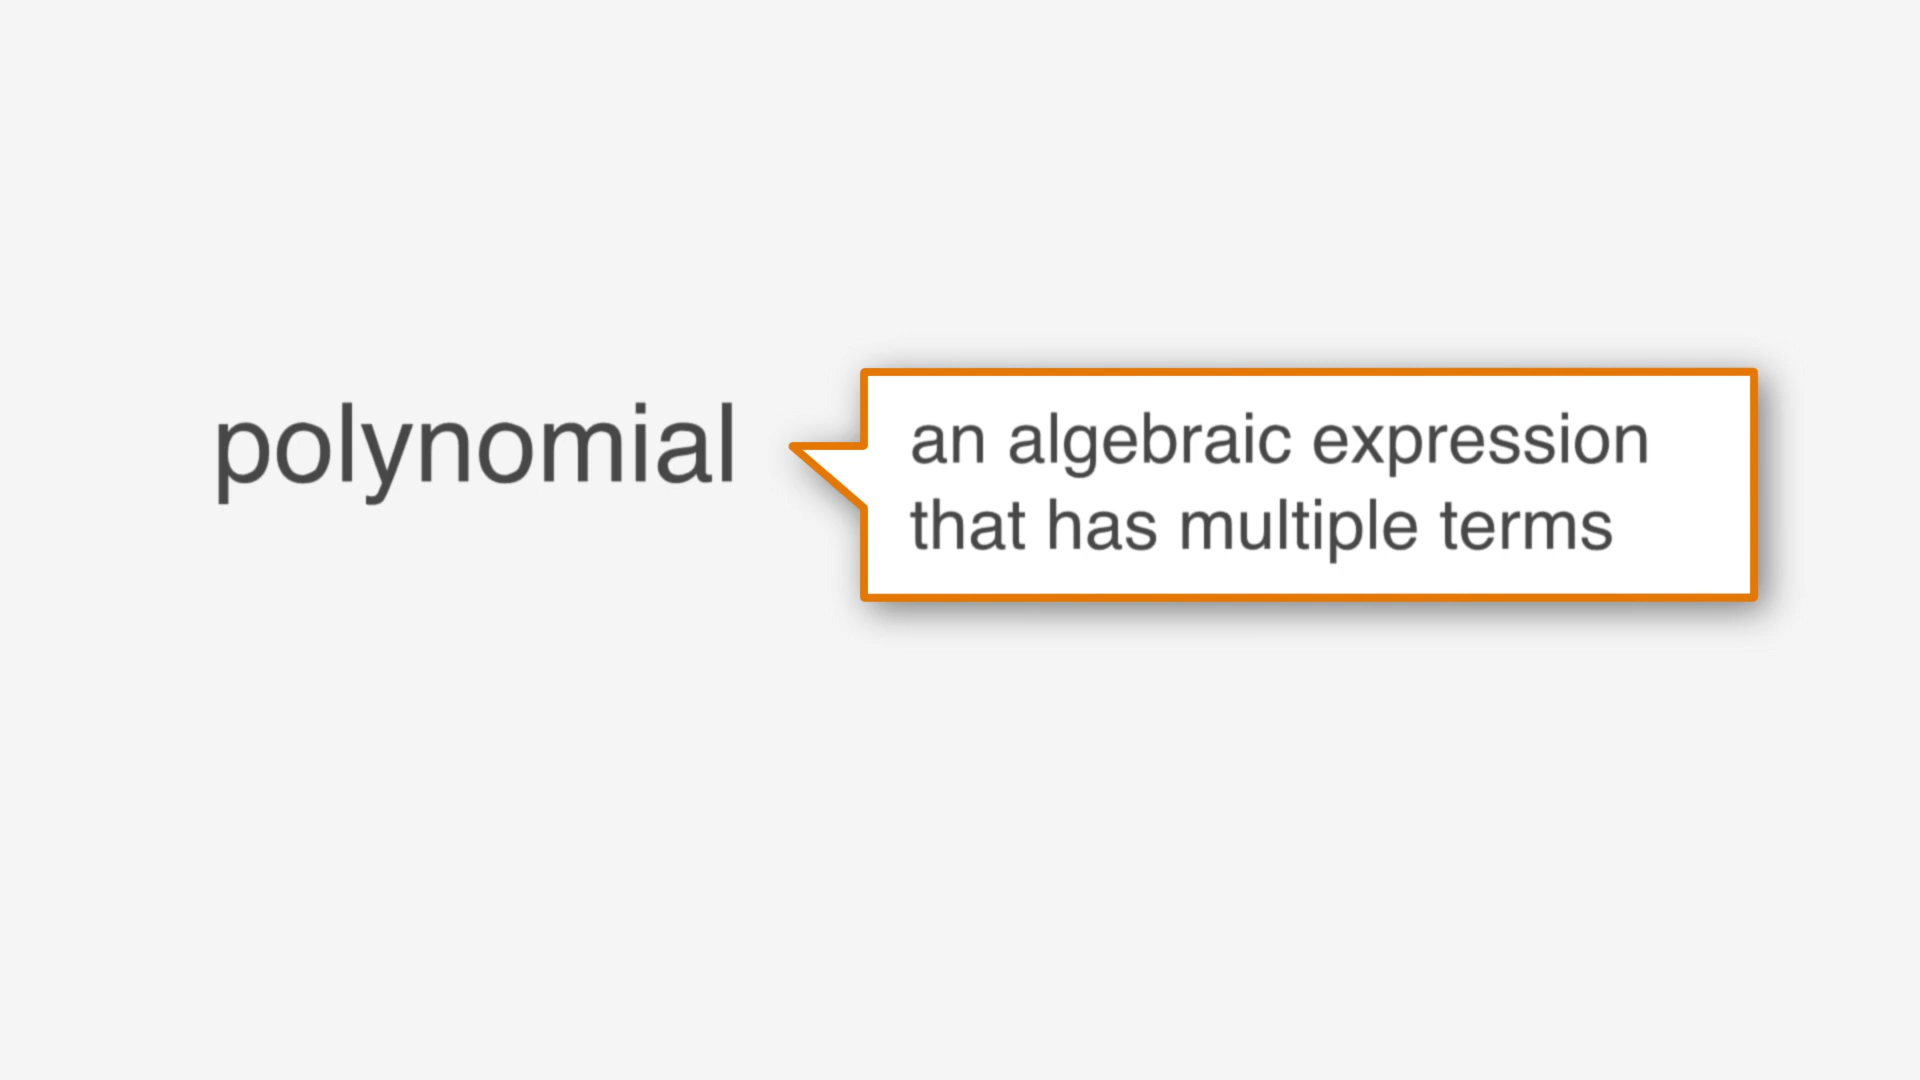 polynomial
an algebraic expression
that has multiple terms